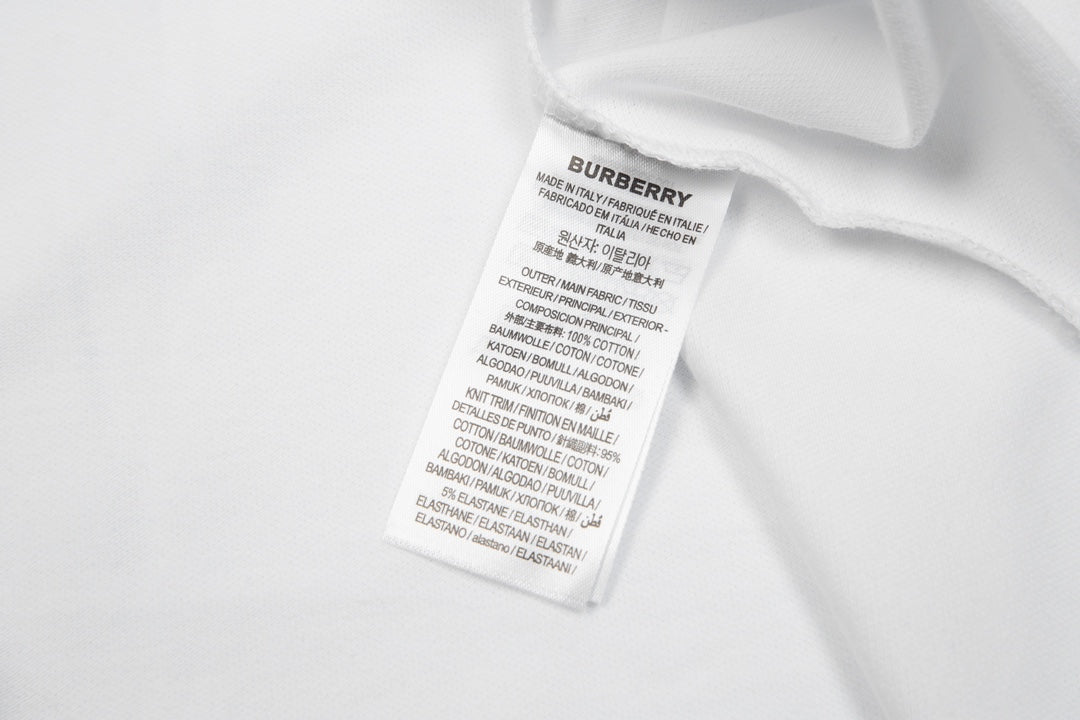 BURBERRY
MADE IN ITALY / FABRIQUÉ EN ITALIE /
FABRICADO EM ITÁLIA / HECHO EN
ITALIA
원산자: 이탈리아
原産地 義大利 / 原产地意大利
OUTER / MAIN FABRIC / TISSU
EXTERIEUR / PRINCIPAL / EXTERIOR -
COMPOSICION PRINCIPAL /
外部/主要布料: 100% COTTON /
BAUMWOLLE / COTON / COTONE /
KATOEN / BOMULL / ALGODON /
ALGODAO / PUUVILLA / BAMBAKI /
PAMUK / ХЛОПОК / 棉 / قطن
KNIT TRIM / FINITION EN MAILLE /
DETALLES DE PUNTO / 針織副料: 95%
COTTON / BAUMWOLLE / COTON /
COTONE / KATOEN / BOMULL /
ALGODON / ALGODAO / PUUVILLA /
BAMBAKI / PAMUK / ХЛОПОК / 棉 / قطن
5% ELASTANE / ELASTHAN /
ELASTHANE / ELASTAAN / ELASTAN /
ELASTANO / alastano / ELASTAANI /